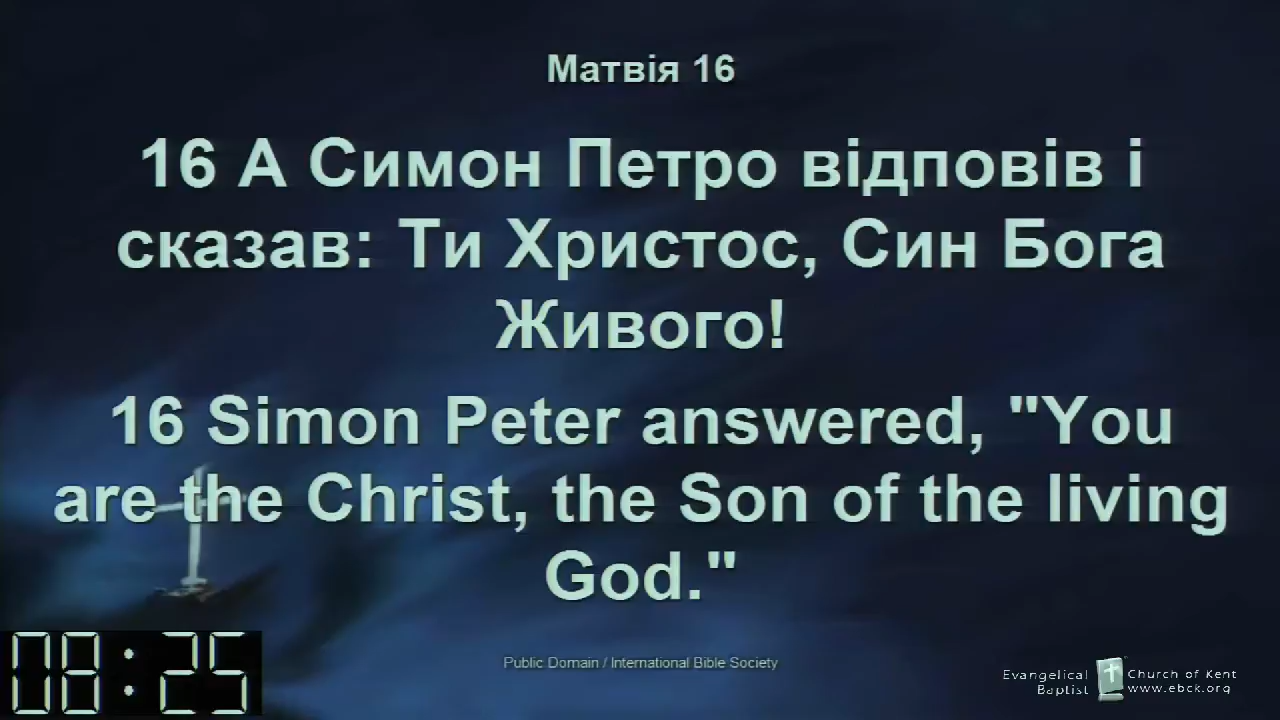 Матвія 16
16 А Симон Петро відповів і
сказав: Ти Христос, Син Бога
Живого!
16 Simon Peter answered, "You
are the Christ, the Son of the living
God."
08:25
Public Domain / International Bible Society
Evangelical Church of Kent
Baptist www.ebck.org